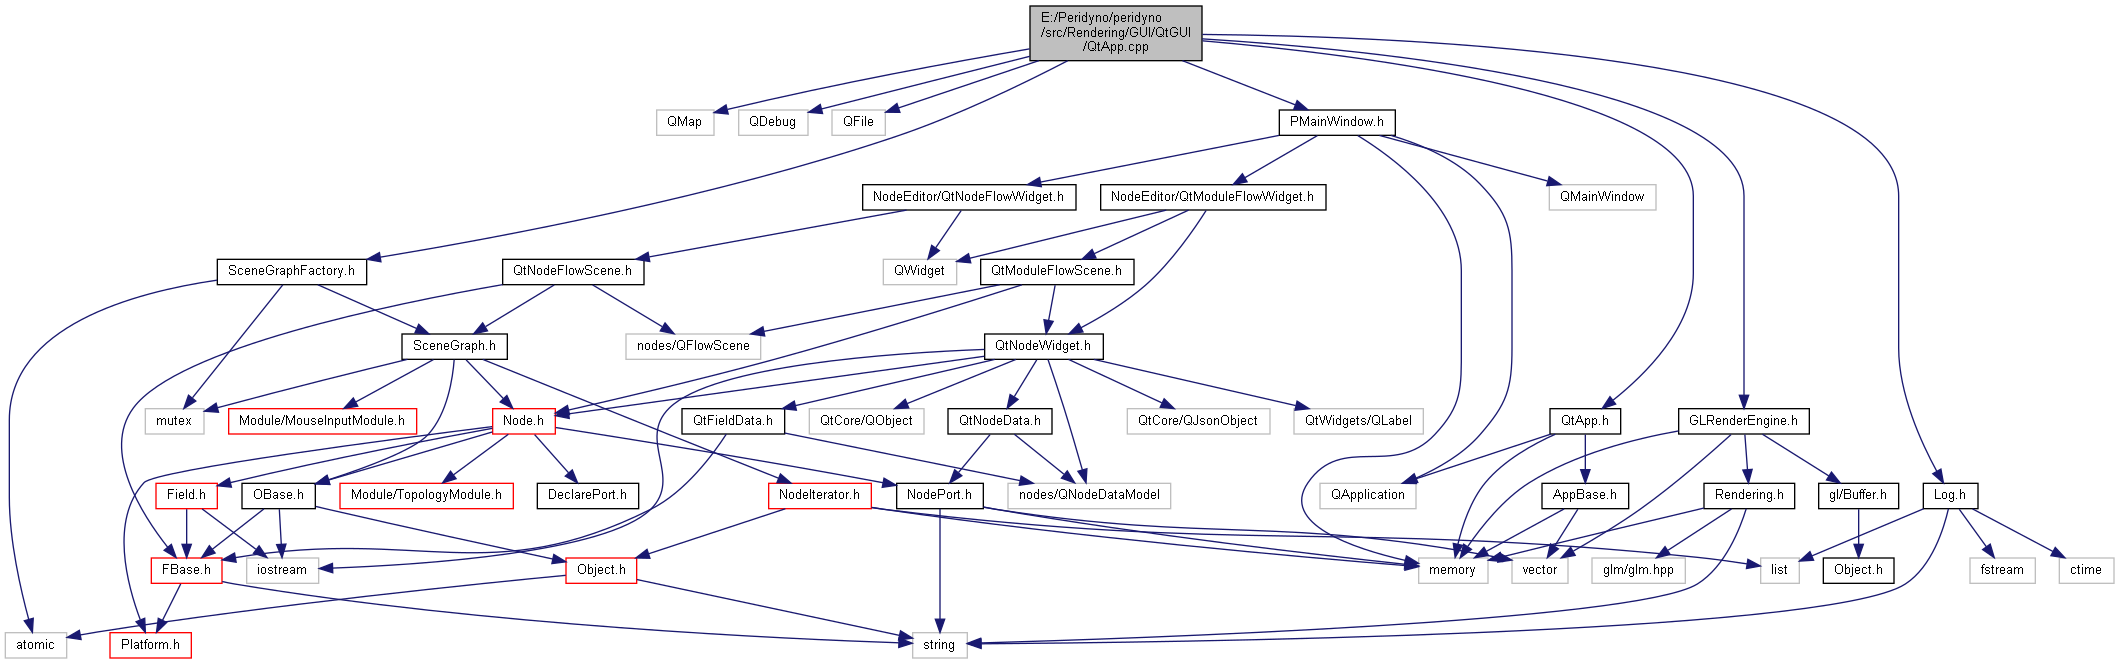 E:/Peridyno/peridyno
/src/Rendering/GUI/QtGUI
/QtApp.cpp
QMap
QDebug
QFile
PMainWindow.h
NodeEditor/QtNodeFlowWidget.h
NodeEditor/QtModuleFlowWidget.h
QMainWindow
SceneGraphFactory.h
QtNodeFlowScene.h
QWidget
QtModuleFlowScene.h
SceneGraph.h
nodes/QFlowScene
QtNodeWidget.h
mutex
Module/MouseInputModule.h
Node.h
QtFieldData.h
QtCore/QObject
QtNodeData.h
QtCore/QJsonObject
QtWidgets/QLabel
QtApp.h
GLRenderEngine.h
Field.h
OBase.h
Module/TopologyModule.h
DeclarePort.h
NodeIterator.h
NodePort.h
nodes/QNodeDataModel
QApplication
AppBase.h
Rendering.h
gl/Buffer.h
Log.h
FBase.h
iostream
Object.h
memory
vector
glm/glm.hpp
list
Object.h
fstream
ctime
atomic
Platform.h
string